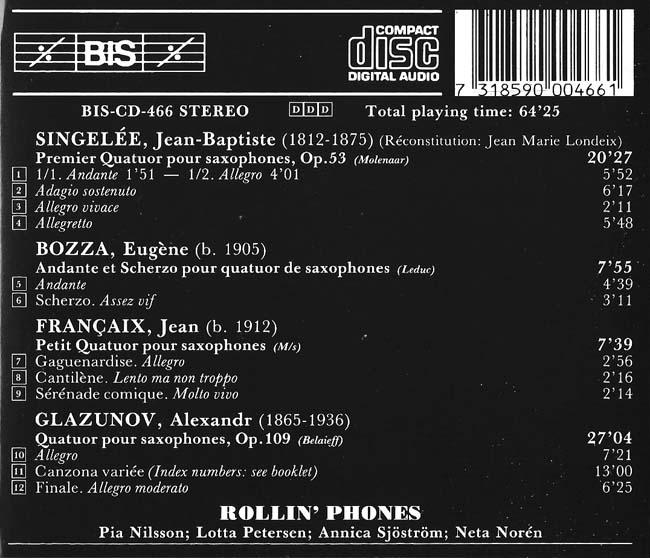 BIS
COMPACT
disc
DIGITAL AUDIO
7 318590 004661
BIS-CD-466 STEREO DDD Total playing time: 64'25
SINGELÉE, Jean-Baptiste (1812-1875) (Réconstitution: Jean Marie Londeix)
Premier Quatuor pour saxophones, Op.53 (Molenaar) 20'27
1 1/1. Andante 1'51 — 1/2. Allegro 4'01 5'52
2 Adagio sostenuto 6'17
3 Allegro vivace 2'11
4 Allegretto 5'48
BOZZA, Eugène (b. 1905)
Andante et Scherzo pour quatuor de saxophones (Leduc) 7'55
5 Andante 4'39
6 Scherzo. Assez vif 3'11
FRANÇAIX, Jean (b. 1912)
Petit Quatuor pour saxophones (M/s) 7'39
7 Gaguenardise. Allegro 2'56
8 Cantilène. Lento ma non troppo 2'16
9 Sérénade comique. Molto vivo 2'14
GLAZUNOV, Alexandr (1865-1936)
Quatuor pour saxophones, Op.109 (Belaieff) 27'04
10 Allegro 7'21
11 Canzona variée (Index numbers: see booklet) 13'00
12 Finale. Allegro moderato 6'25
ROLLIN' PHONES
Pia Nilsson; Lotta Petersen; Annica Sjöström; Neta Norén